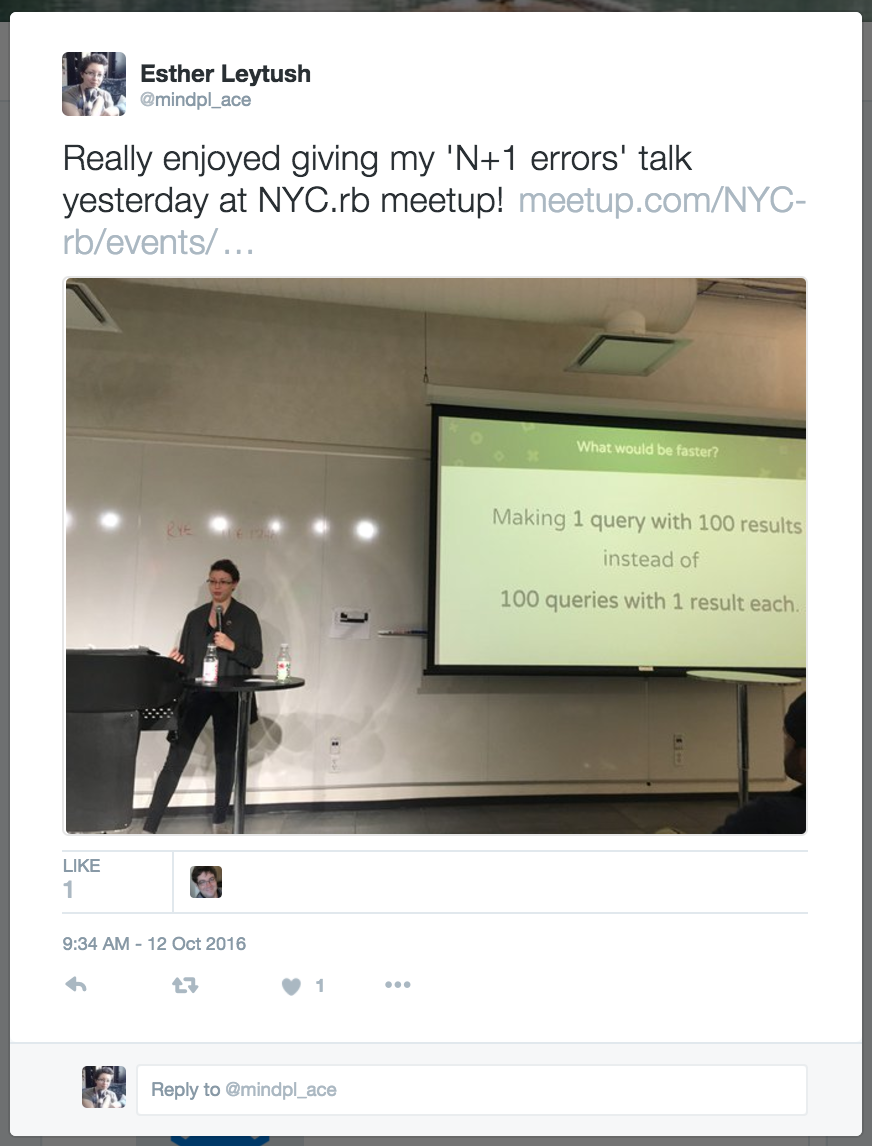 Esther Leytush
@mindpl_ace
Really enjoyed giving my 'N+1 errors' talk
yesterday at NYC.rb meetup! meetup.com/NYC-
rb/events/ …
What would be faster?
Making 1 query with 100 results
instead of
100 queries with 1 result each.
LIKE
1
9:34 AM - 12 Oct 2016
1
Reply to @mindpl_ace